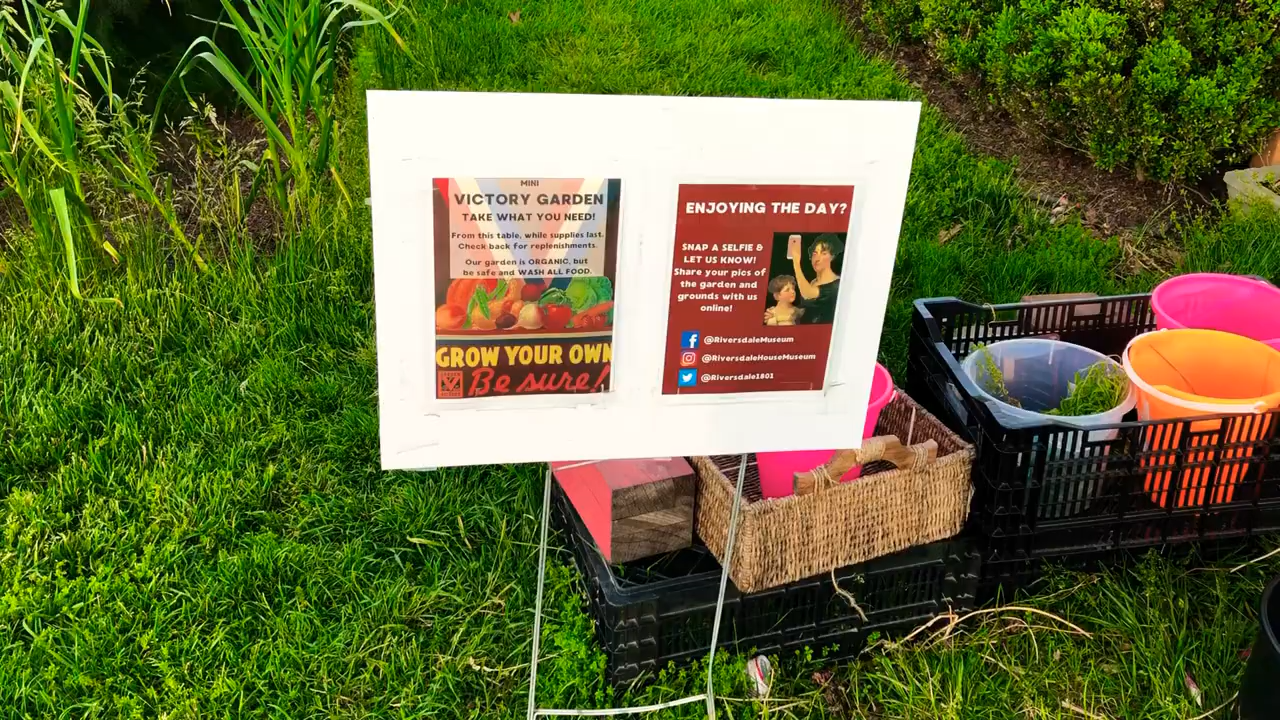 MINI
VICTORY GARDEN
TAKE WHAT YOU NEED!
From this table, while supplies last.
Check back for replenishments.
Our garden is ORGANIC, but
be safe and WASH ALL FOOD.
GROW YOUR OWN
Be sure!
ENJOYING THE DAY?
SNAP A SELFIE &
LET US KNOW!
Share your pics of
the garden and
grounds with us
online!
@RiversdaleMuseum
@RiversdaleHouseMuseum
@Riversdale1801